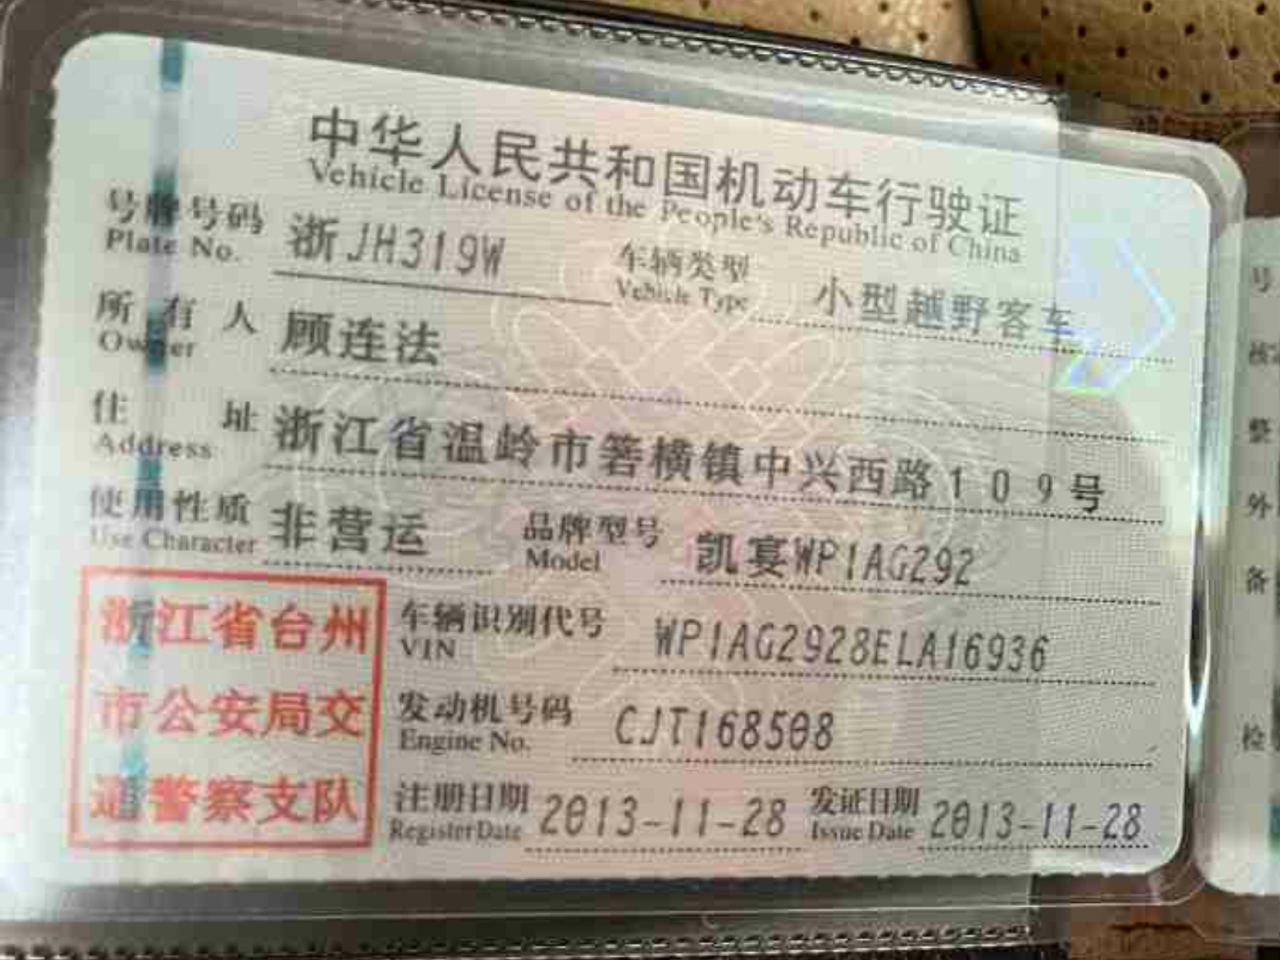 中华人民共和国机动车行驶证
Vehicle License of the People's Republic of China
号牌号码 浙JH319W 车辆类型 小型越野客车
Plate No. Vehicle Type
所有人 顾连法
Owner
住址 浙江省温岭市箬横镇中兴西路109号
Address
使用性质 非营运 品牌型号 凯宴WP1AG292
Use Character Model
浙江省台州
市公安局交
通警察支队
车辆识别代号 WP1AG2928ELA16936
VIN
发动机号码 CJT168508
Engine No.
注册日期 2013-11-28 发证日期 2013-11-28
Register Date Issue Date
号
核
整
外
备
检